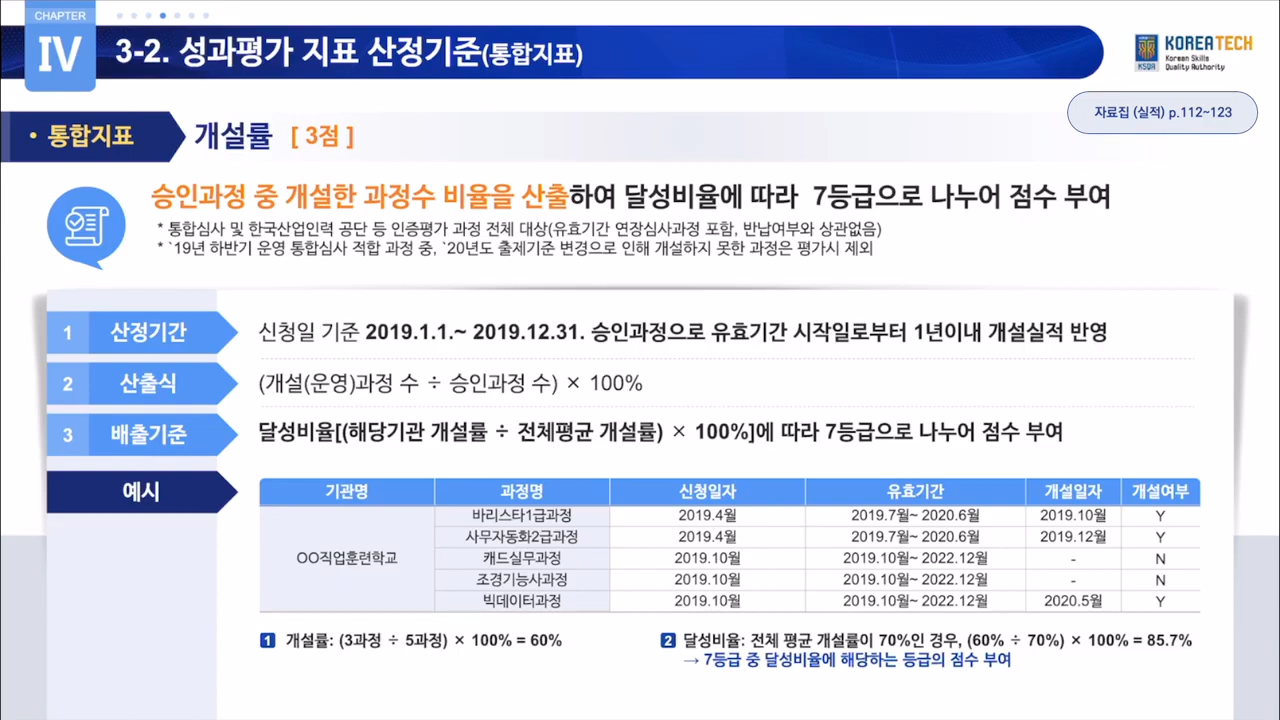 CHAPTER
IV
3-2. 성과평가 지표 산정기준(통합지표)
KSQA
KOREATECH
Korean Skills
Quality Authority
자료집 (실적) p.112~123
• 통합지표
개설률 [ 3점 ]
승인과정 중 개설한 과정수 비율을 산출하여 달성비율에 따라 7등급으로 나누어 점수 부여
* 통합심사 및 한국산업인력 공단 등 인증평가 과정 전체 대상(유효기간 연장심사과정 포함, 반납여부와 상관없음)
* `19년 하반기 운영 통합심사 적합 과정 중, `20년도 출제기준 변경으로 인해 개설하지 못한 과정은 평가시 제외
1 산정기간 신청일 기준 2019.1.1.~ 2019.12.31. 승인과정으로 유효기간 시작일로부터 1년이내 개설실적 반영
2 산출식 (개설(운영)과정 수 ÷ 승인과정 수) × 100%
3 배출기준 달성비율[(해당기관 개설률 ÷ 전체평균 개설률) × 100%]에 따라 7등급으로 나누어 점수 부여
예시
기관명 과정명 신청일자 유효기간 개설일자 개설여부
바리스타1급과정 2019.4월 2019.7월~ 2020.6월 2019.10월 Y
사무자동화2급과정 2019.4월 2019.7월~ 2020.6월 2019.12월 Y
OO직업훈련학교 캐드실무과정 2019.10월 2019.10월~ 2022.12월 - N
조경기능사과정 2019.10월 2019.10월~ 2022.12월 - N
빅데이터과정 2019.10월 2019.10월~ 2022.12월 2020.5월 Y
1 개설률: (3과정 ÷ 5과정) × 100% = 60%
2 달성비율: 전체 평균 개설률이 70%인 경우, (60% ÷ 70%) × 100% = 85.7%
→ 7등급 중 달성비율에 해당하는 등급의 점수 부여